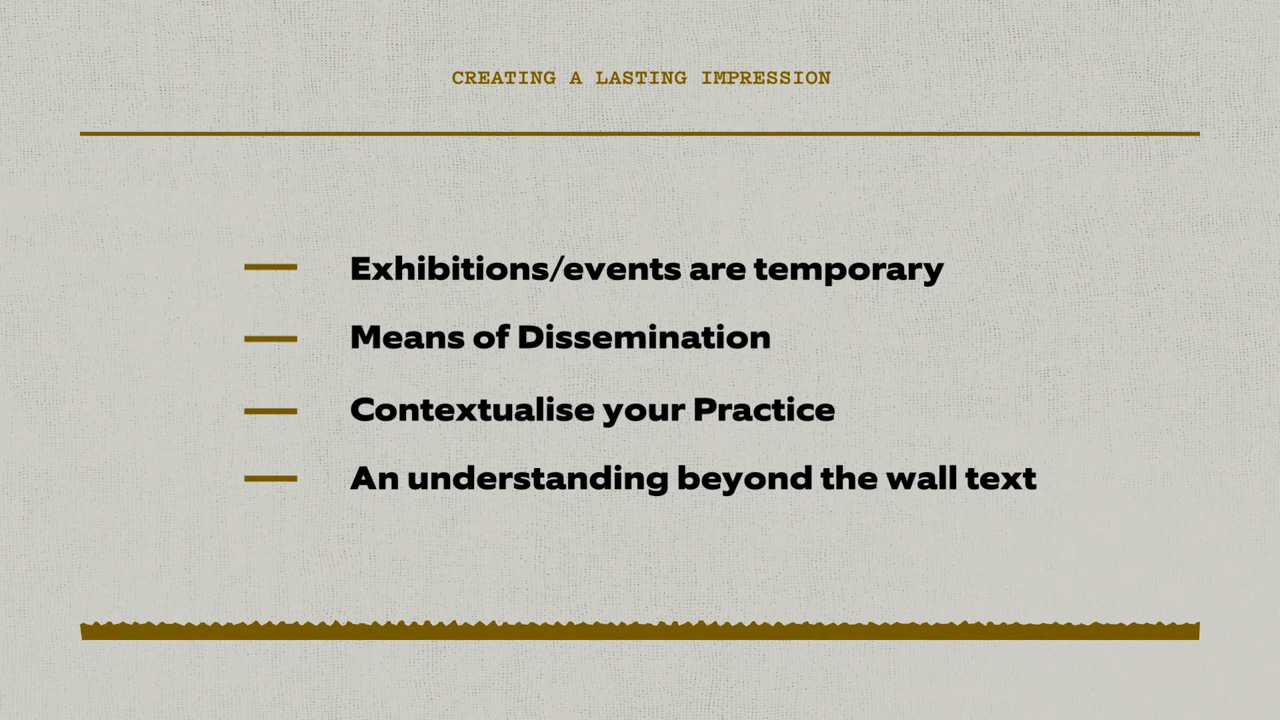 CREATING A LASTING IMPRESSION
Exhibitions/events are temporary
Means of Dissemination
Contextualise your Practice
An understanding beyond the wall text